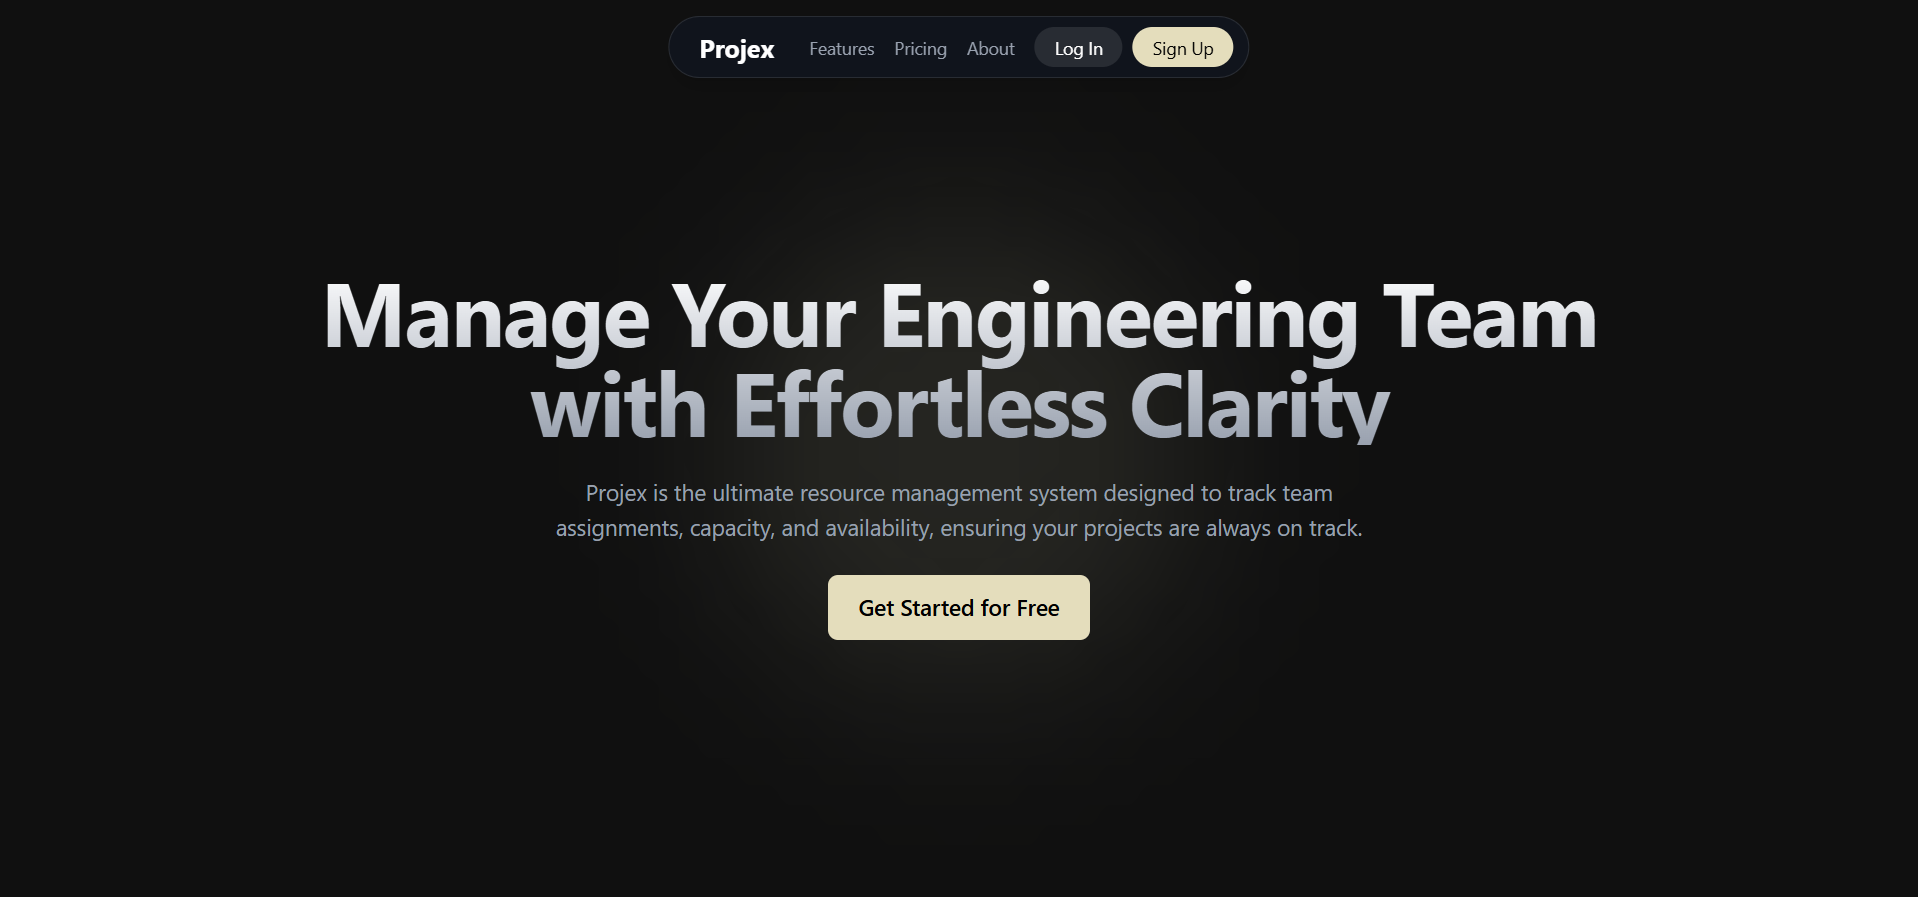 Projex Features Pricing About Log In Sign Up
Manage Your Engineering Team
with Effortless Clarity
Projex is the ultimate resource management system designed to track team
assignments, capacity, and availability, ensuring your projects are always on track.
Get Started for Free